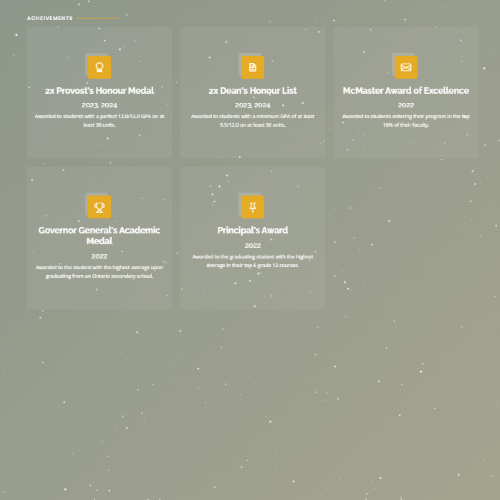 ACHEIVEMENTS
2x Provost's Honour Medal
2023, 2024
Awarded to students with a perfect 12.0/12.0 GPA on at
least 30 units.
2x Dean's Honour List
2023, 2024
Awarded to students with a minimum GPA of at least
9.5/12.0 on at least 30 units.
McMaster Award of Excellence
2022
Awarded to students entering their program in the top
10% of their faculty.
Governor General's Academic
Medal
2022
Awarded to the student with the highest average upon
graduating from an Ontario secondary school.
Principal's Award
2022
Awarded to the graduating student with the highest
average in their top 6 grade 12 courses.